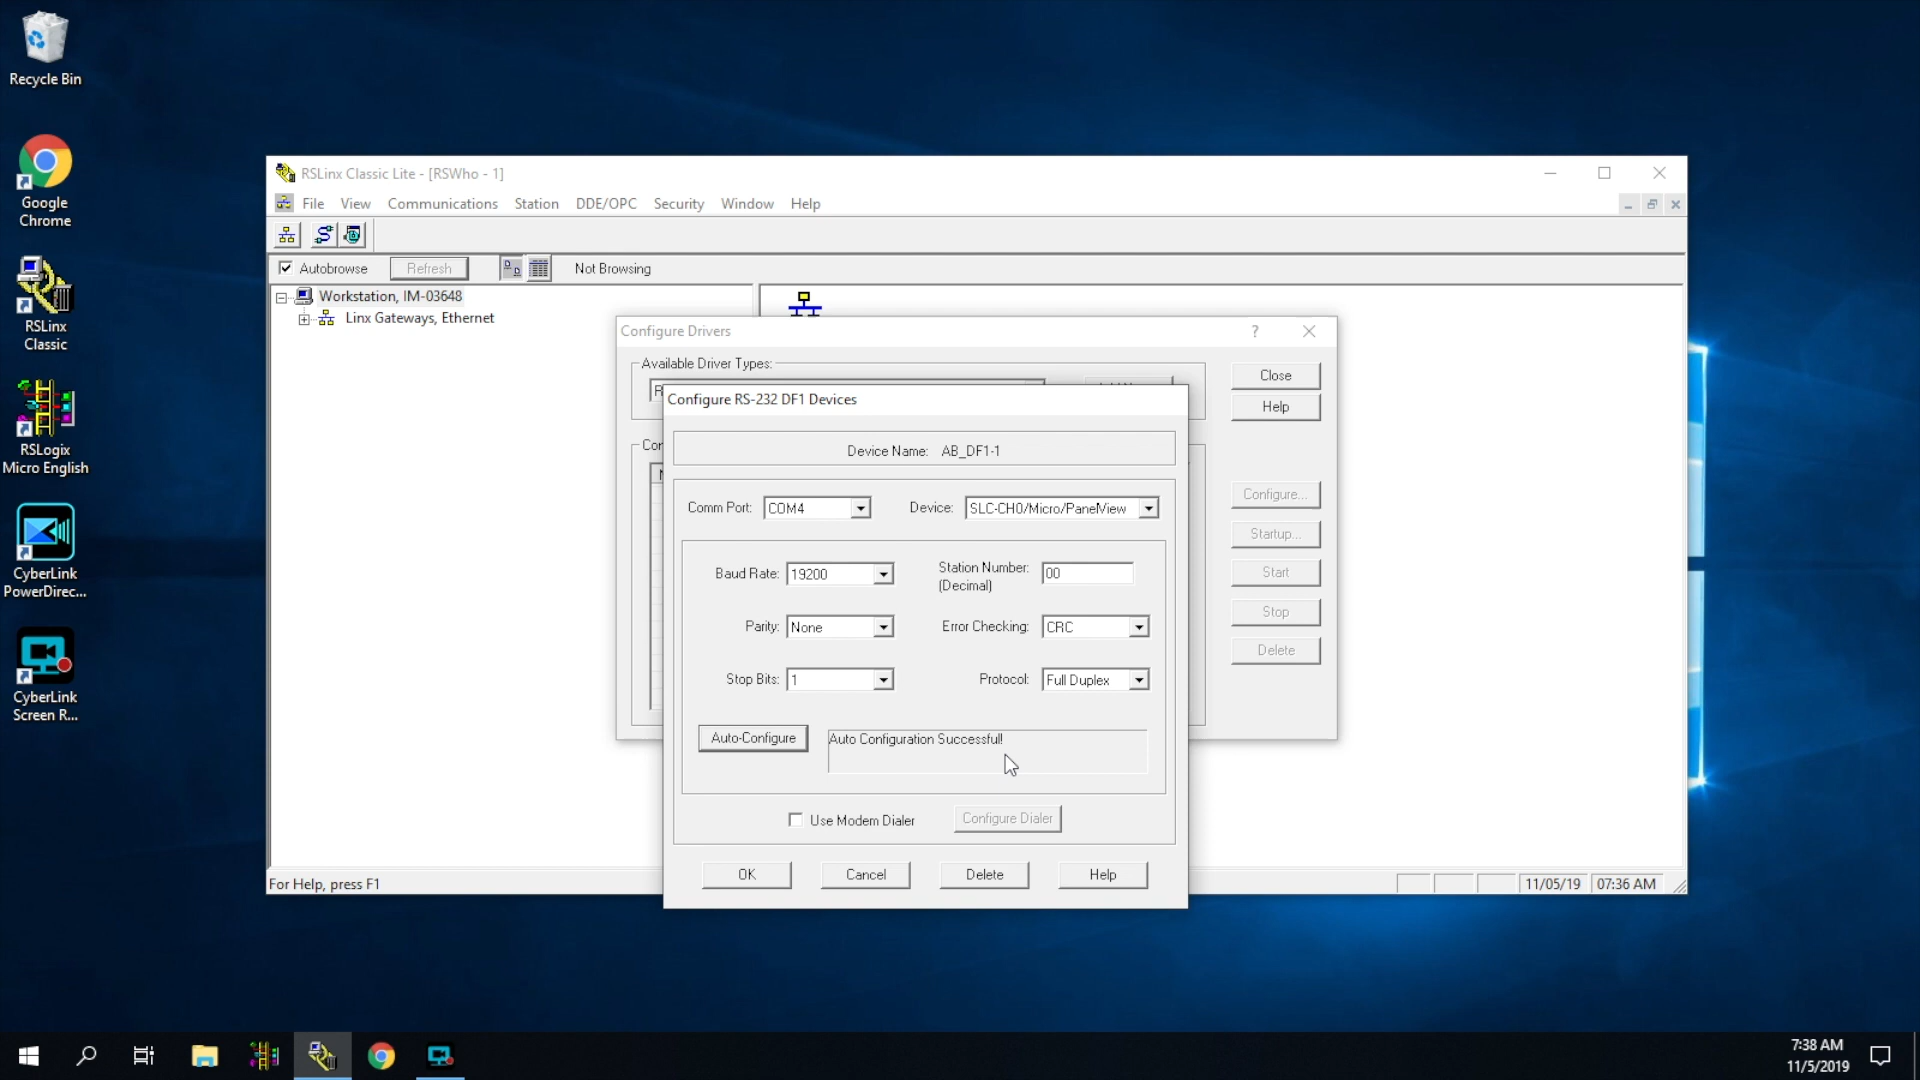 Recycle Bin
Google
Chrome
RSLinx
Classic
RSLogix
Micro English
CyberLink
PowerDirec...
CyberLink
Screen R...
RSLinx Classic Lite - [RSWho - 1]
File View Communications Station DDE/OPC Security Window Help
Autobrowse Refresh Not Browsing
Workstation, IM-03648
Linx Gateways, Ethernet
Configure Drivers
Available Driver Types:
Close
Help
Configure...
Startup...
Start
Stop
Delete
Configure RS-232 DF1 Devices
Device Name: AB_DF1-1
Comm Port: COM4 Device: SLC-CH0/Micro/PanelView
Baud Rate: 19200 Station Number: 00
(Decimal)
Parity: None Error Checking: CRC
Stop Bits: 1 Protocol: Full Duplex
Auto-Configure Auto Configuration Successful!
Use Modem Dialer Configure Dialer
OK Cancel Delete Help
For Help, press F1 11/05/19 07:36 AM
7:38 AM
11/5/2019